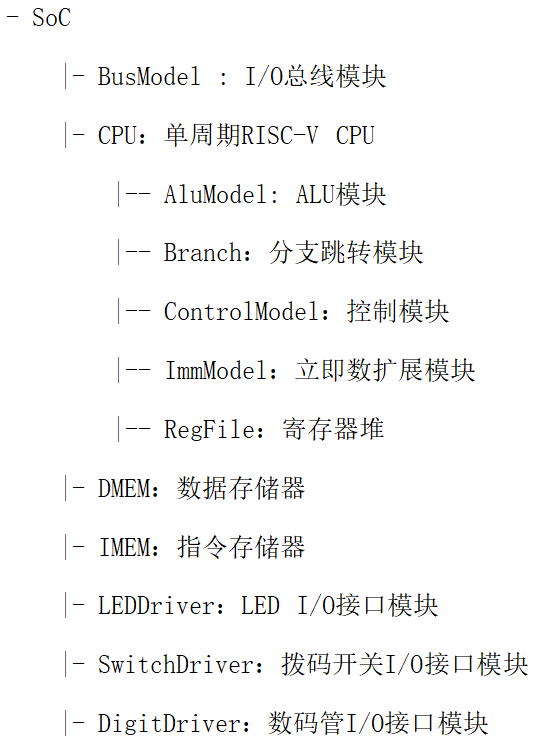 - SoC
|- BusModel : I/O总线模块
|- CPU：单周期RISC-V CPU
|-- AluModel: ALU模块
|-- Branch：分支跳转模块
|-- ControlModel：控制模块
|-- ImmModel：立即数扩展模块
|-- RegFile：寄存器堆
|- DMEM：数据存储器
|- IMEM：指令存储器
|- LEDDriver：LED I/O接口模块
|- SwitchDriver：拨码开关I/O接口模块
|- DigitDriver：数码管I/O接口模块